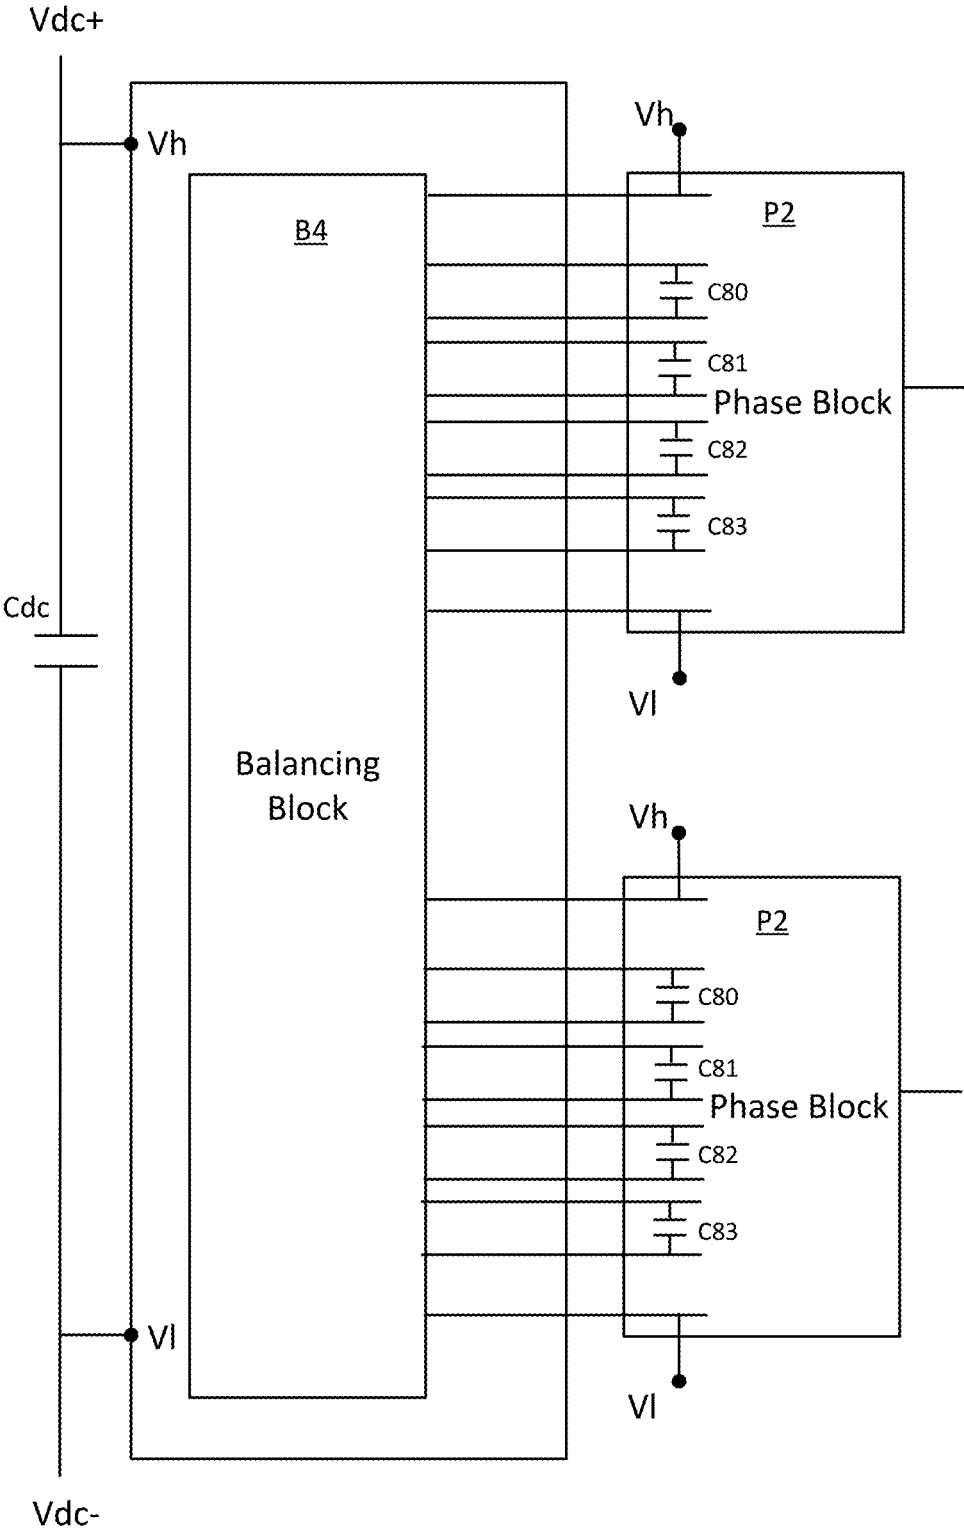 Vdc+
Vh
Vh
B4
P2
C80
C81
Phase Block
C82
C83
Cdc
Vl
Balancing
Block
Vh
P2
C80
C81
Phase Block
C82
C83
Vl
Vl
Vdc-